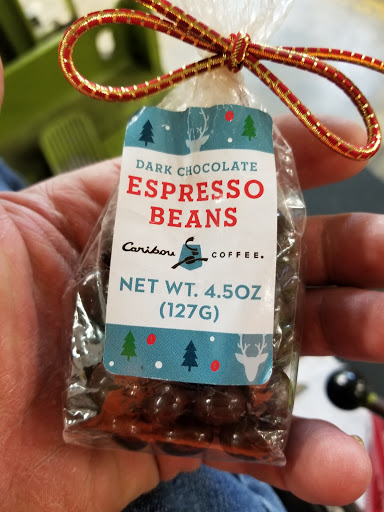 DARK CHOCOLATE
ESPRESSO
BEANS
Caribou COFFEE.
NET WT. 4.5OZ
(127G)